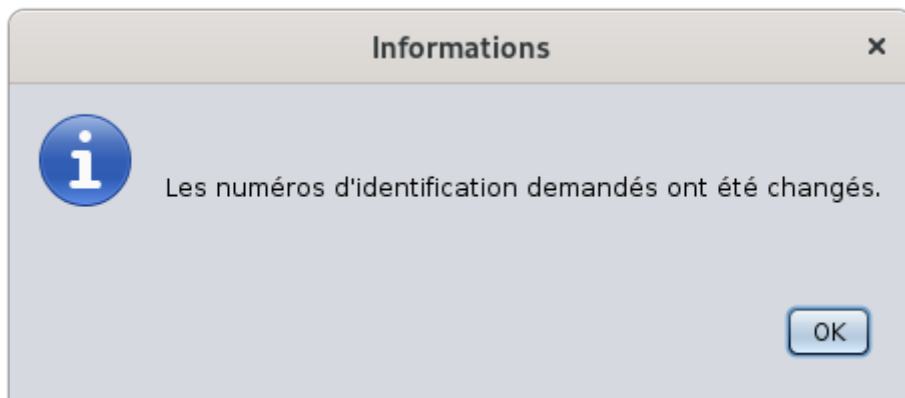 Informations
Les numéros d'identification demandés ont été changés.
OK